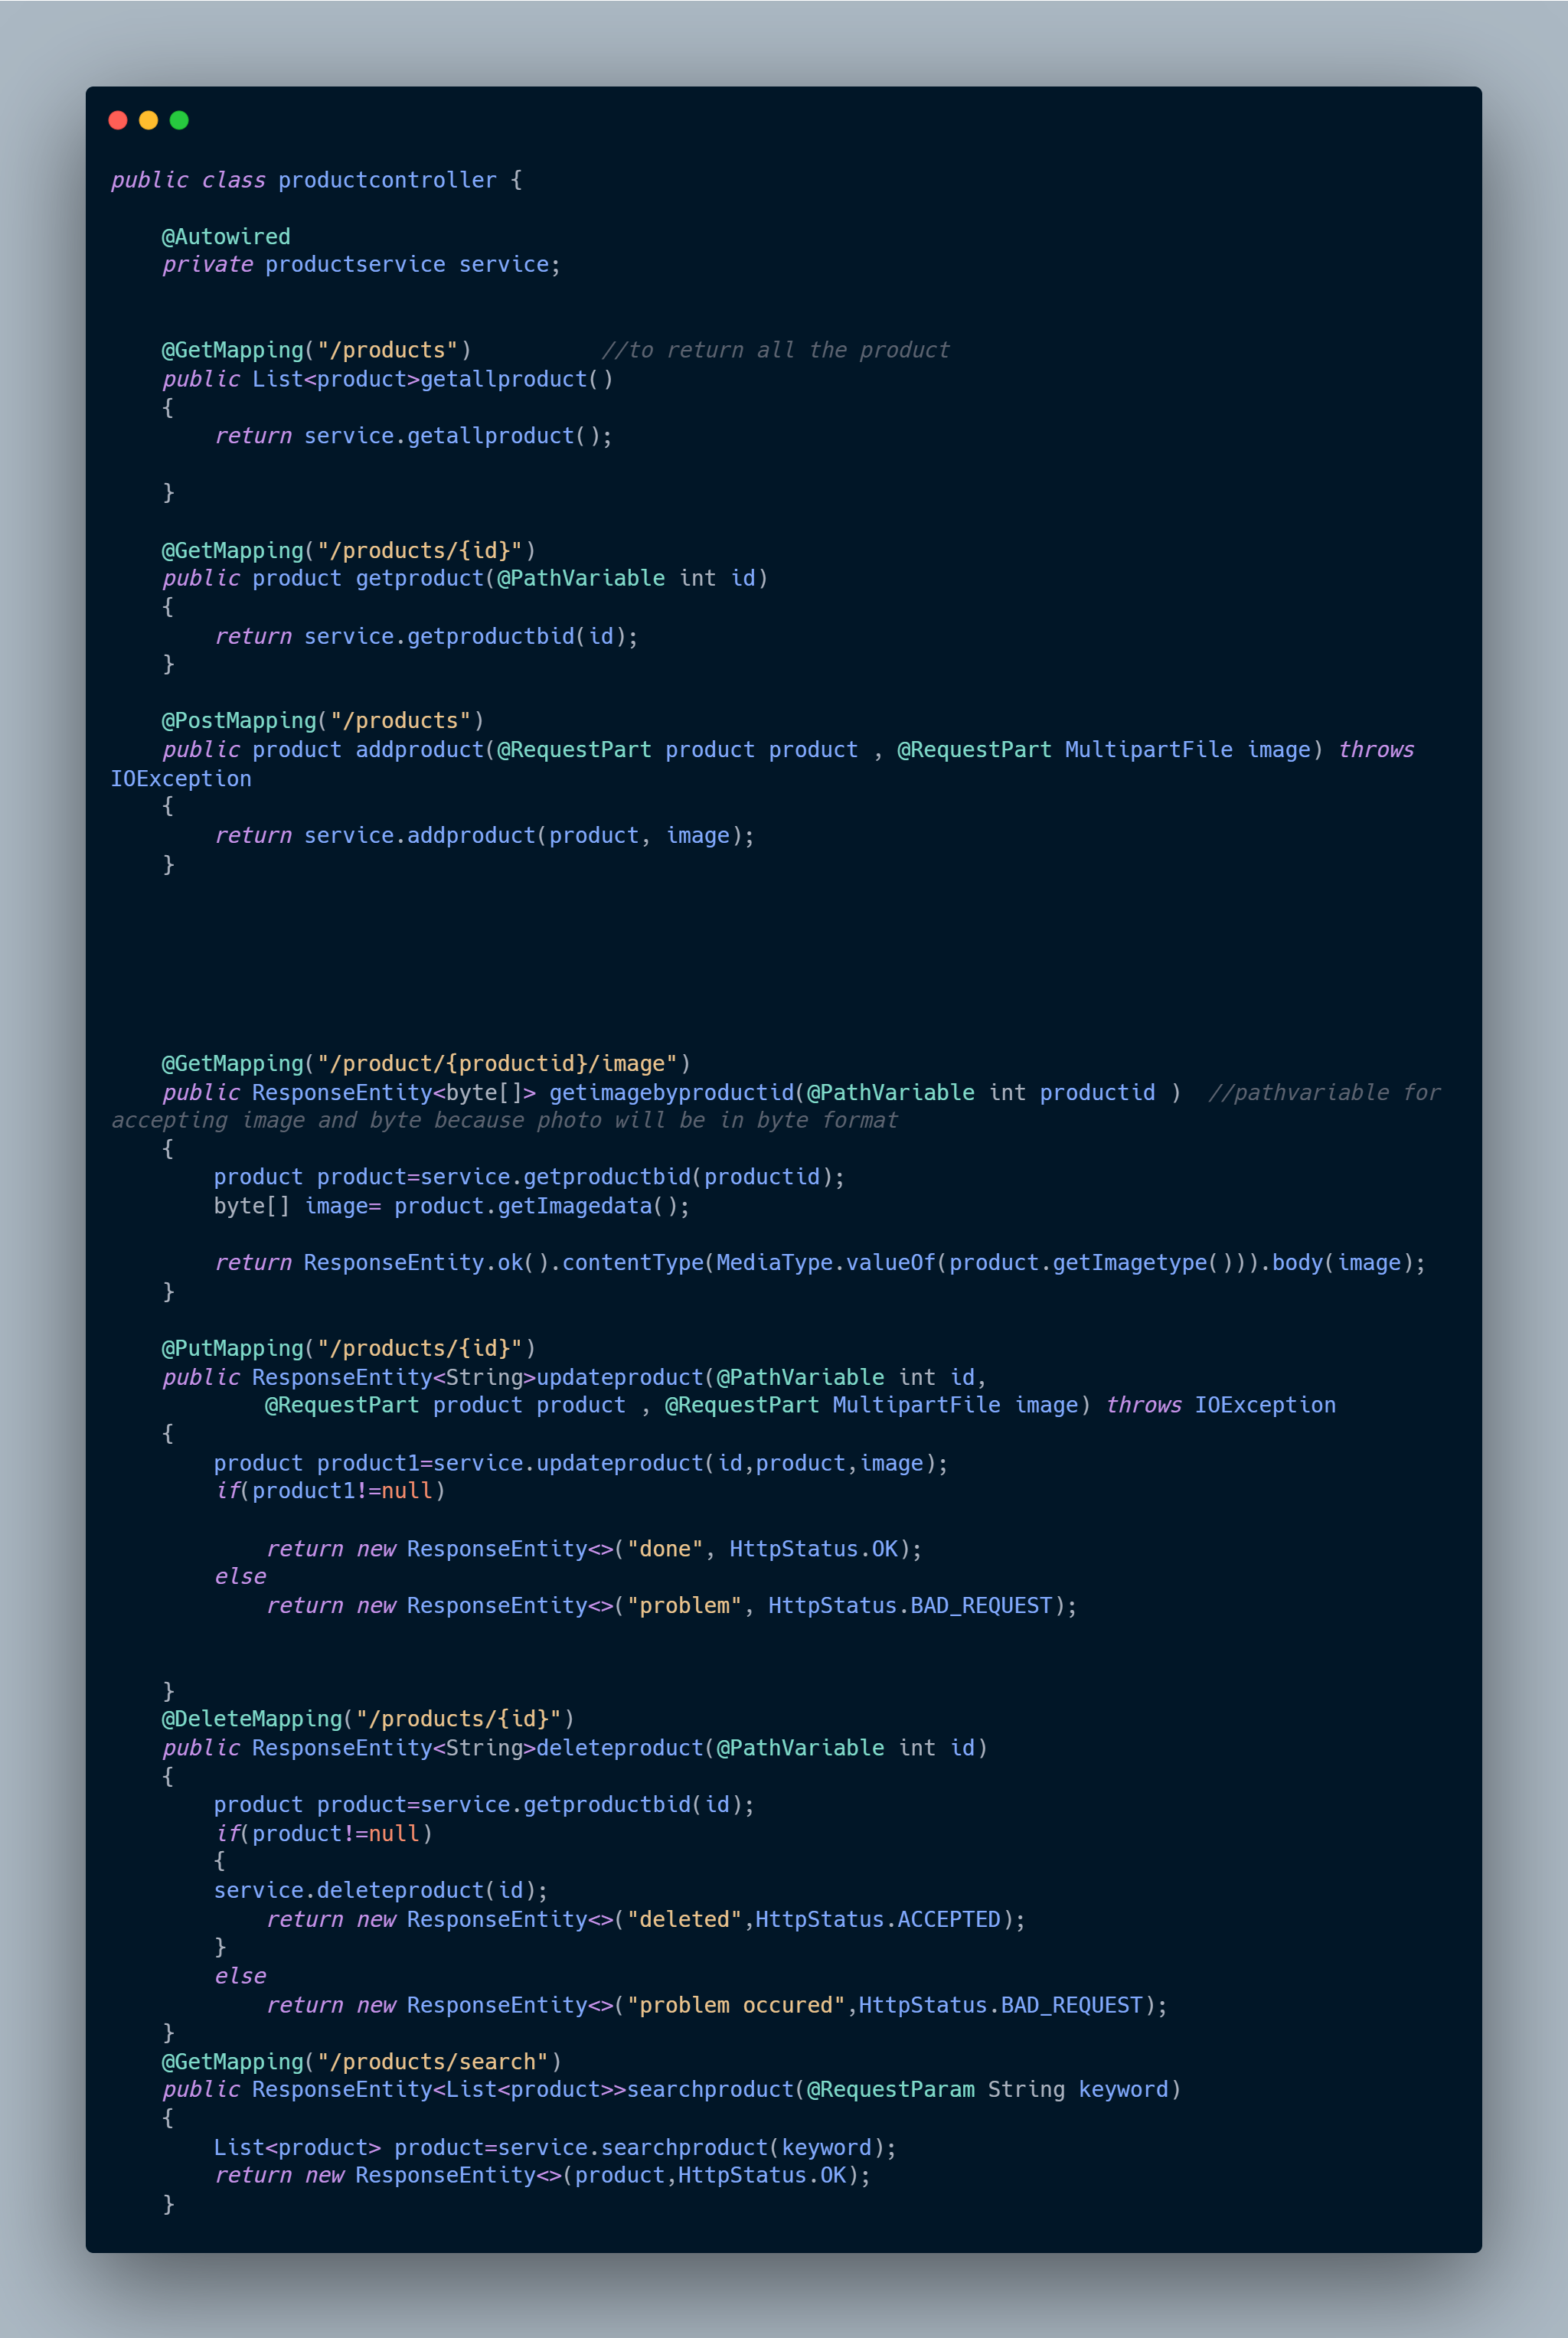 public class productcontroller {
    @Autowired
    private productservice service;
    @GetMapping("/products")          //to return all the product
    public List<product>getallproduct()
    {
        return service.getallproduct();
    }
    @GetMapping("/products/{id}")
    public product getproduct(@PathVariable int id)
    {
        return service.getproductbid(id);
    }
    @PostMapping("/products")
    public product addproduct(@RequestPart product product , @RequestPart MultipartFile image) throws
IOException
    {
        return service.addproduct(product, image);
    }
    @GetMapping("/product/{productid}/image")
    public ResponseEntity<byte[]> getimagebyproductid(@PathVariable int productid )  //pathvariable for
accepting image and byte because photo will be in byte format
    {
        product product=service.getproductbid(productid);
        byte[] image= product.getImagedata();
        return ResponseEntity.ok().contentType(MediaType.valueOf(product.getImagetype())).body(image);
    }
    @PutMapping("/products/{id}")
    public ResponseEntity<String>updateproduct(@PathVariable int id,
            @RequestPart product product , @RequestPart MultipartFile image) throws IOException
    {
        product product1=service.updateproduct(id,product,image);
        if(product1!=null)
            return new ResponseEntity<>("done", HttpStatus.OK);
        else
            return new ResponseEntity<>("problem", HttpStatus.BAD_REQUEST);
    }
    @DeleteMapping("/products/{id}")
    public ResponseEntity<String>deleteproduct(@PathVariable int id)
    {
        product product=service.getproductbid(id);
        if(product!=null)
        {
        service.deleteproduct(id);
            return new ResponseEntity<>("deleted",HttpStatus.ACCEPTED);
        }
        else
            return new ResponseEntity<>("problem occured",HttpStatus.BAD_REQUEST);
    }
    @GetMapping("/products/search")
    public ResponseEntity<List<product>>searchproduct(@RequestParam String keyword)
    {
        List<product> product=service.searchproduct(keyword);
        return new ResponseEntity<>(product,HttpStatus.OK);
    }